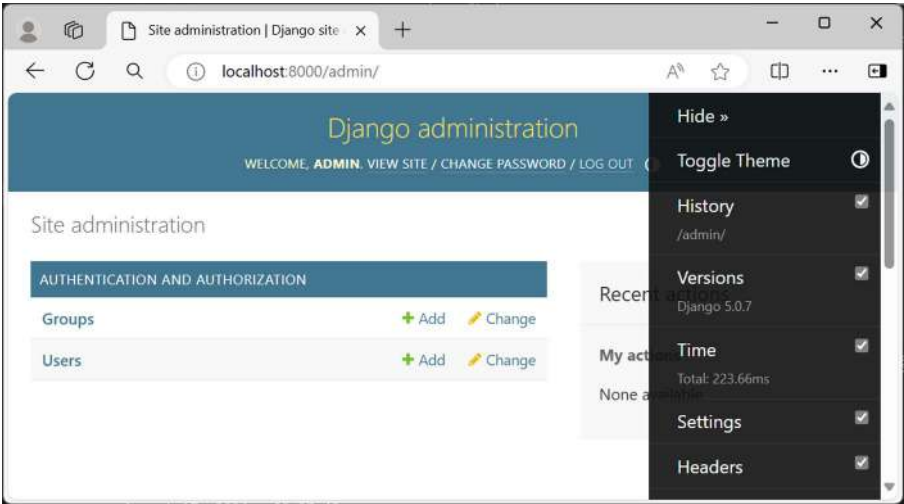 Site administration | Django site
localhost:8000/admin/
Django administration
WELCOME, ADMIN. VIEW SITE / CHANGE PASSWORD / LOG OUT
Site administration
AUTHENTICATION AND AUTHORIZATION
Groups + Add Change
Users + Add Change
Recent actions
My actions
None available
Hide »
Toggle Theme
History
/admin/
Versions
Django 5.0.7
Time
Total: 223.66ms
Settings
Headers